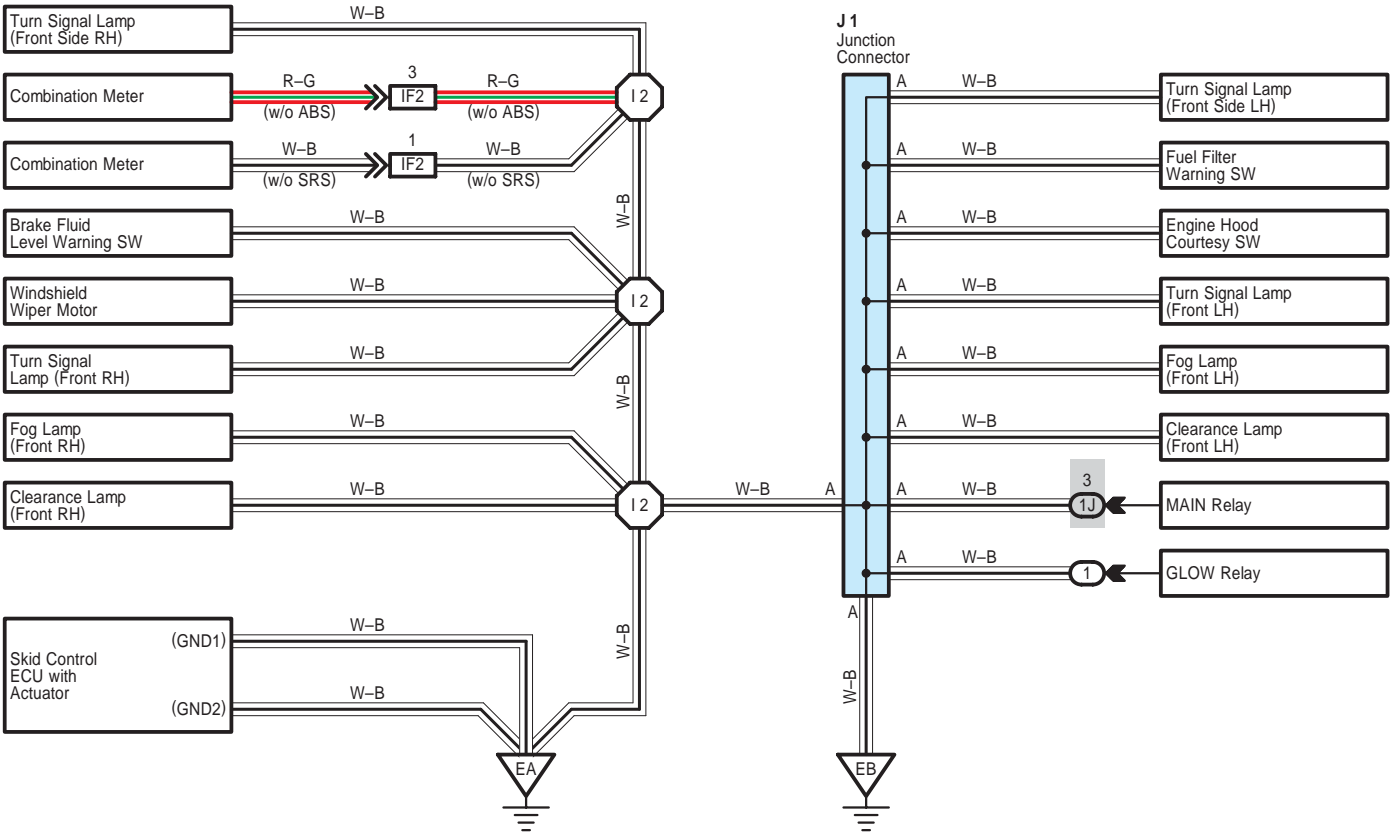 Turn Signal Lamp
(Front Side RH)
W–B
Combination Meter
R–G
(w/o ABS)
3
IF2
R–G
(w/o ABS)
I 2
Combination Meter
W–B
(w/o SRS)
1
IF2
W–B
(w/o SRS)
W–B
Brake Fluid
Level Warning SW
W–B
Windshield
Wiper Motor
W–B
I 2
Turn Signal
Lamp (Front RH)
W–B
W–B
Fog Lamp
(Front RH)
W–B
Clearance Lamp
(Front RH)
W–B
I 2
W–B
A
W–B
Skid Control
ECU with
Actuator
(GND1)
W–B
(GND2)
W–B
EA
J 1
Junction
Connector
A
W–B
Turn Signal Lamp
(Front Side LH)
A
W–B
Fuel Filter
Warning SW
A
W–B
Engine Hood
Courtesy SW
A
W–B
Turn Signal Lamp
(Front LH)
A
W–B
Fog Lamp
(Front LH)
A
W–B
Clearance Lamp
(Front LH)
A
W–B
3
1J
MAIN Relay
A
W–B
1
GLOW Relay
A
W–B
EB